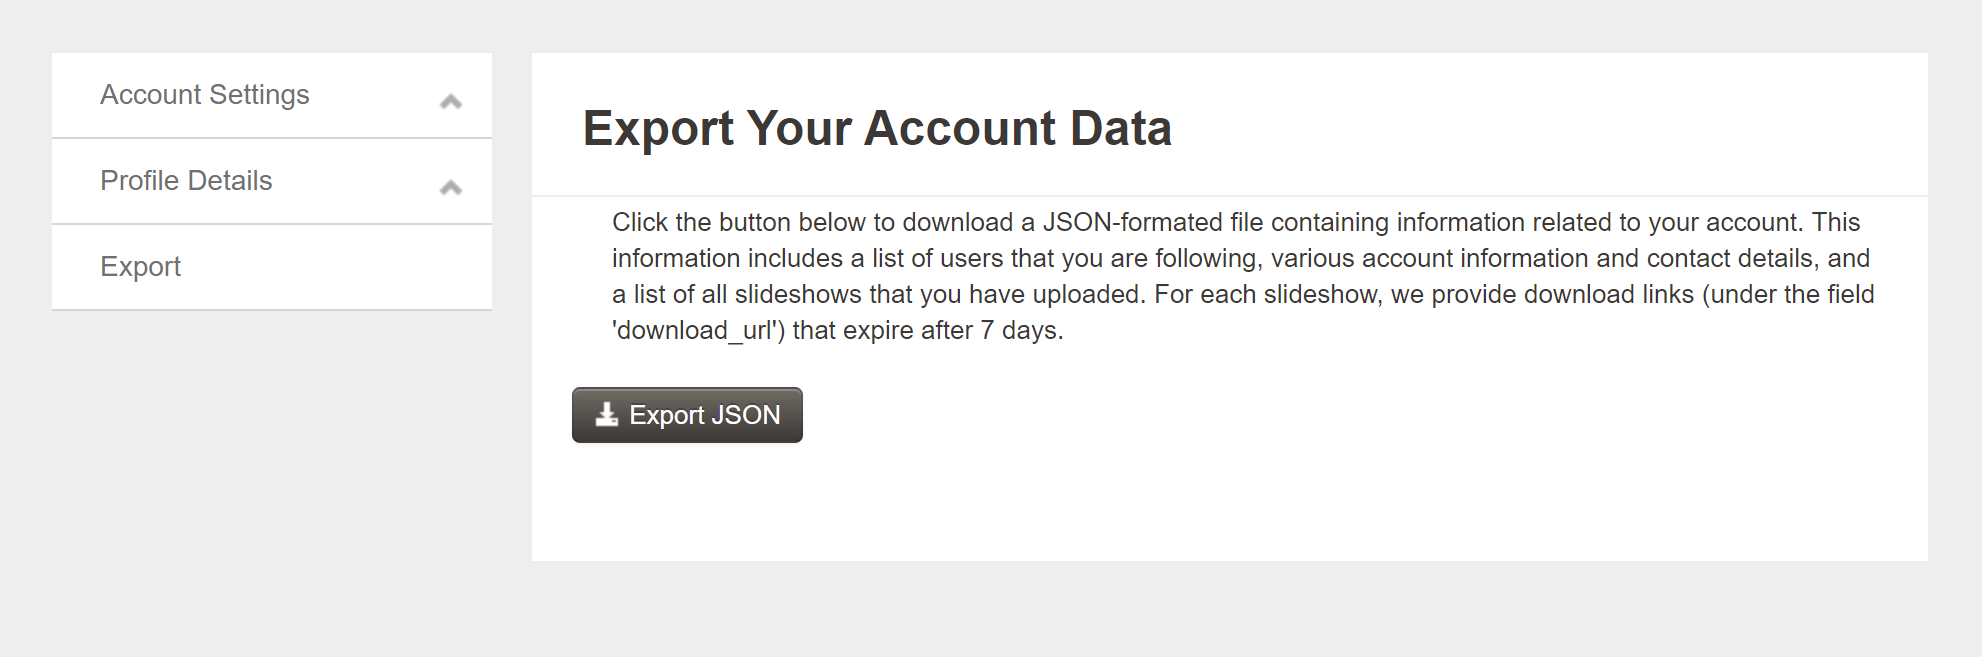 Account Settings
Profile Details
Export
Export Your Account Data
Click the button below to download a JSON-formated file containing information related to your account. This
information includes a list of users that you are following, various account information and contact details, and
a list of all slideshows that you have uploaded. For each slideshow, we provide download links (under the field
'download_url') that expire after 7 days.
Export JSON